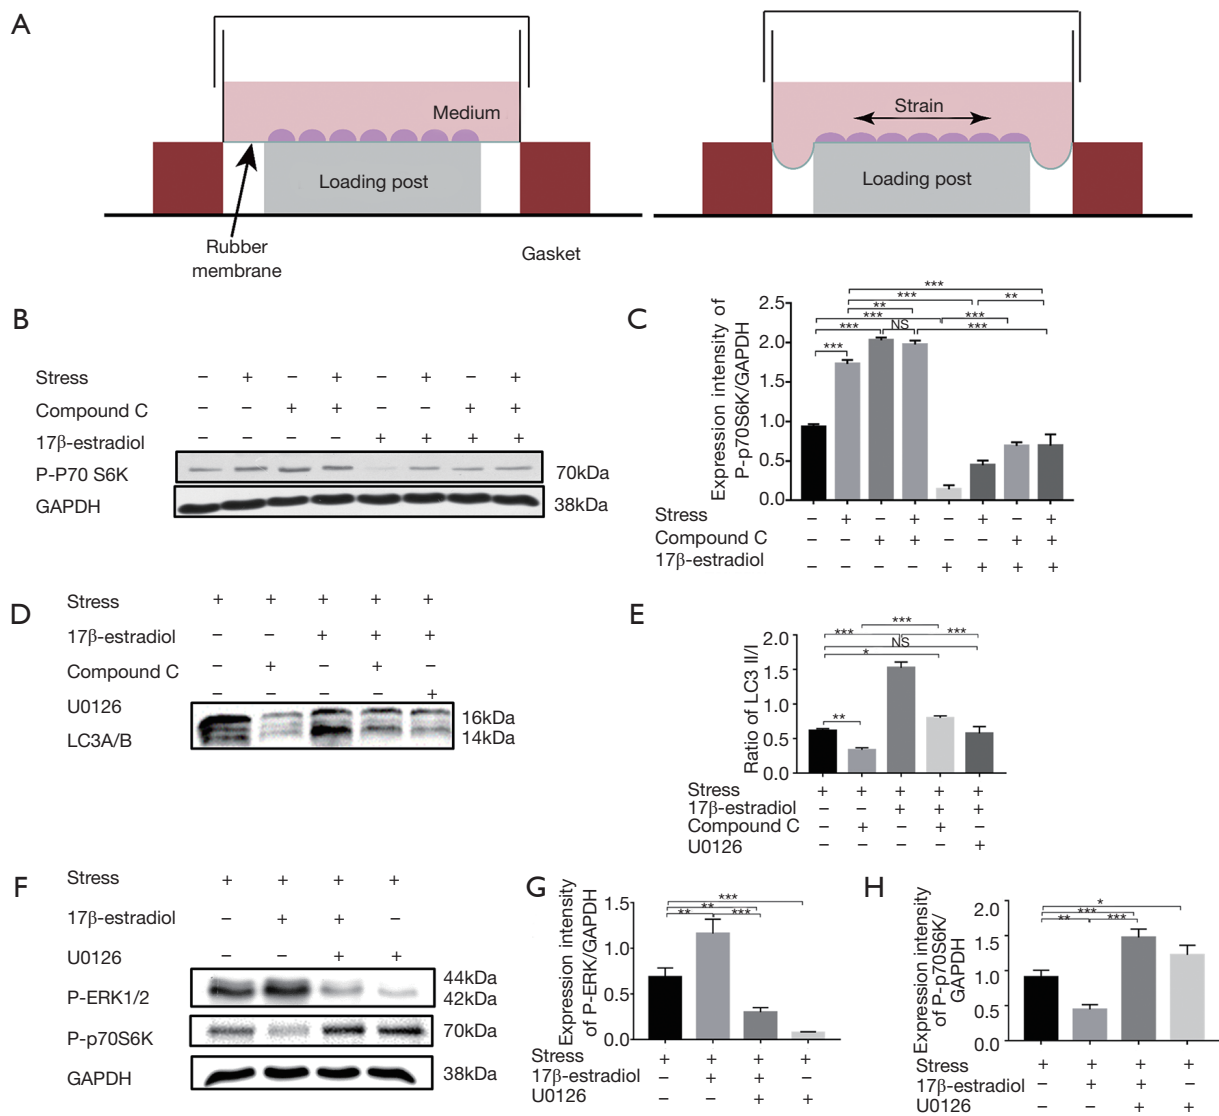 A
Medium
Loading post
Rubber
membrane
Gasket
Strain
Loading post
B
Stress − + − + − + − +
Compound C − − + + − − + +
17β-estradiol − − − − + + + +
P-P70 S6K 70kDa
GAPDH 38kDa
C
Expression intensity of
P-p70S6K/GAPDH
2.5
2.0
1.5
1.0
0.5
0.0
***
*** **
**
*** ***
*** NS ***
***
Stress − + − + − + − +
Compound C − − + + − − + +
17β-estradiol − − − − + + + +
D
Stress + + + + +
17β-estradiol − − + + +
Compound C − + − + −
U0126 − − − − +
LC3A/B
16kDa
14kDa
E
Ratio of LC3 II/I
2.0
1.5
1.0
0.5
0.0
***
*** ***
NS
*
**
Stress + + + + +
17β-estradiol − − + + +
Compound C − + − + −
U0126 − − − − +
F
Stress + + + +
17β-estradiol − + + −
U0126 − − + +
P-ERK1/2
44kDa
42kDa
P-p70S6K 70kDa
GAPDH 38kDa
G
Expression intensity
of P-ERK/GAPDH
1.5
1.0
0.5
0.0
***
**
** ***
Stress + + + +
17β-estradiol − + + −
U0126 − − + +
H
Expression intensity
of P-p70S6K/
GAPDH
2.0
1.5
1.0
0.5
0.0
*
***
** ***
Stress + + + +
17β-estradiol − + + −
U0126 − − + +